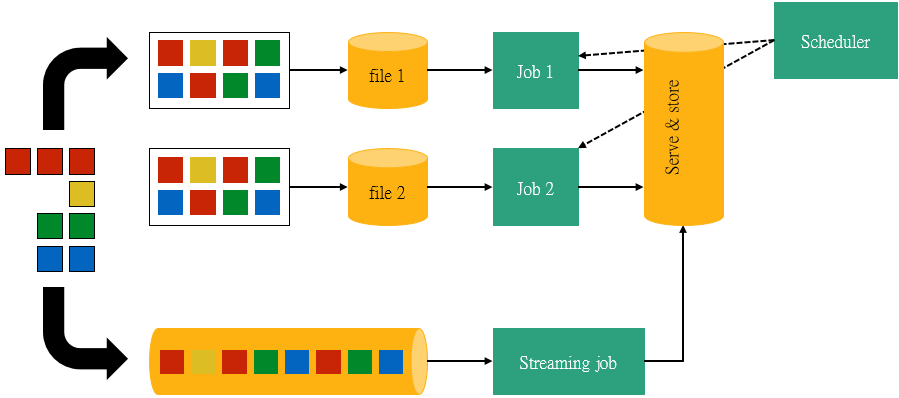 Scheduler
file 1
Job 1
Serve & store
file 2
Job 2
Streaming job